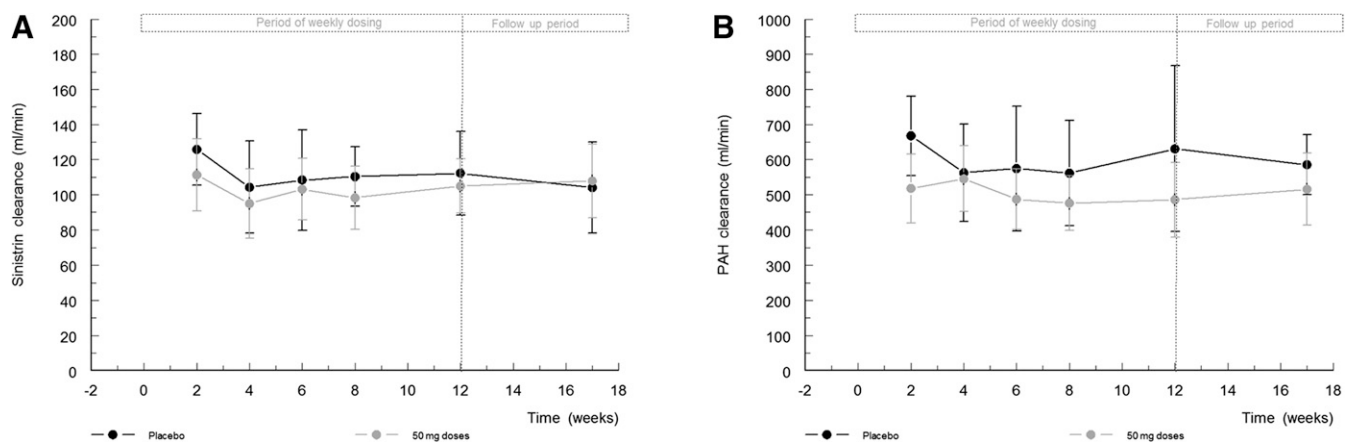 A
Period of weekly dosing
Follow up period
200
180
160
140
120
100
80
60
40
20
0
Sinistrin clearance (ml/min)
-2 0 2 4 6 8 10 12 14 16 18
Time (weeks)
Placebo
50 mg doses
B
Period of weekly dosing
Follow up period
1000
900
800
700
600
500
400
300
200
100
0
PAH clearance (ml/min)
-2 0 2 4 6 8 10 12 14 16 18
Time (weeks)
Placebo
50 mg doses